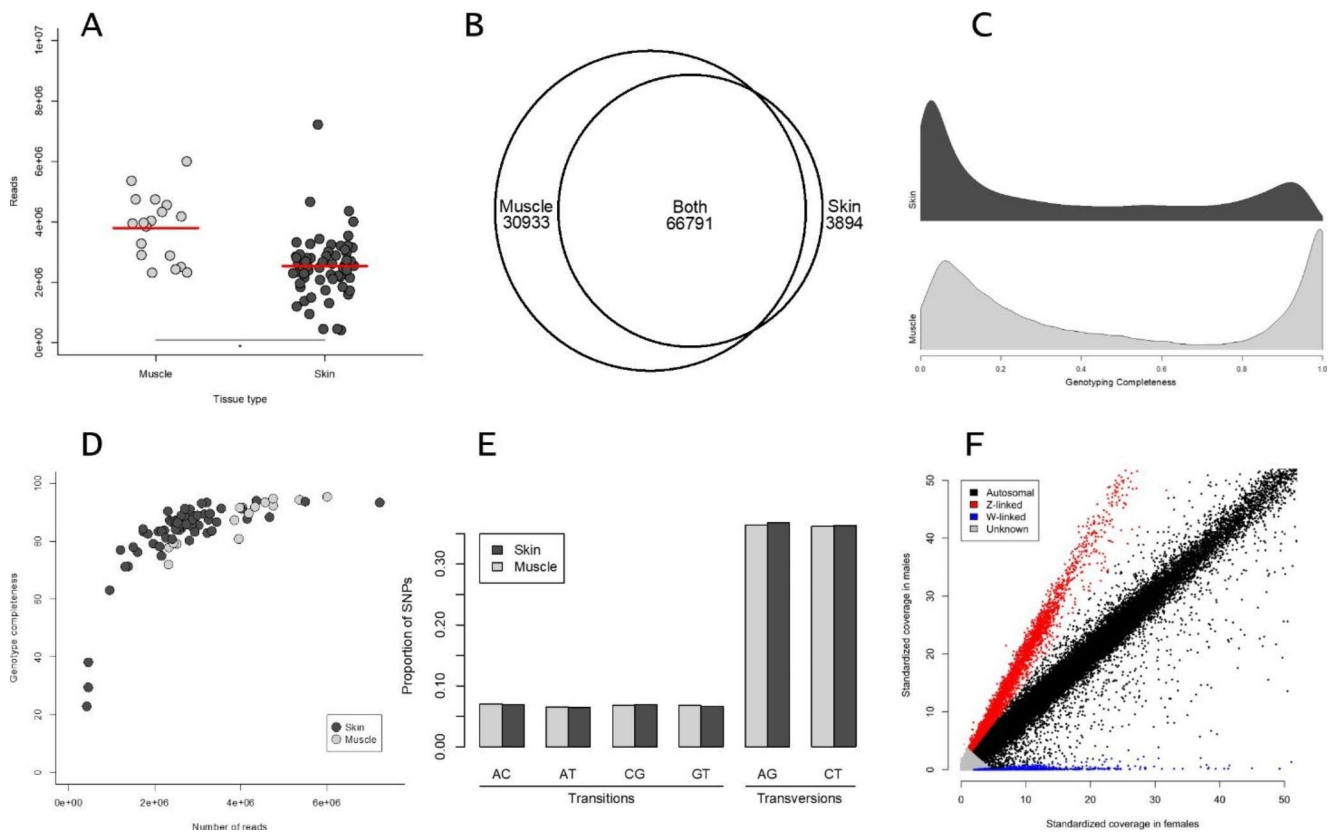 A
1e+07
8e+06
6e+06
4e+06
2e+06
0e+00
Reads
Muscle
Skin
*
Tissue type
B
Muscle
30933
Both
66791
Skin
3894
C
Skin
Muscle
0.0 0.2 0.4 0.6 0.8 1.0
Genotyping Completeness
D
100
80
60
40
20
0
Genotype completeness
Skin
Muscle
0e+00 2e+06 4e+06 6e+06
Number of reads
E
0.30
0.20
0.10
0.00
Proportion of SNPs
Skin
Muscle
AC AT CG GT AG CT
Transitions Transversions
F
50
40
30
20
10
0
Standardized coverage in males
Autosomal
Z-linked
W-linked
Unknown
0 10 20 30 40 50
Standardized coverage in females